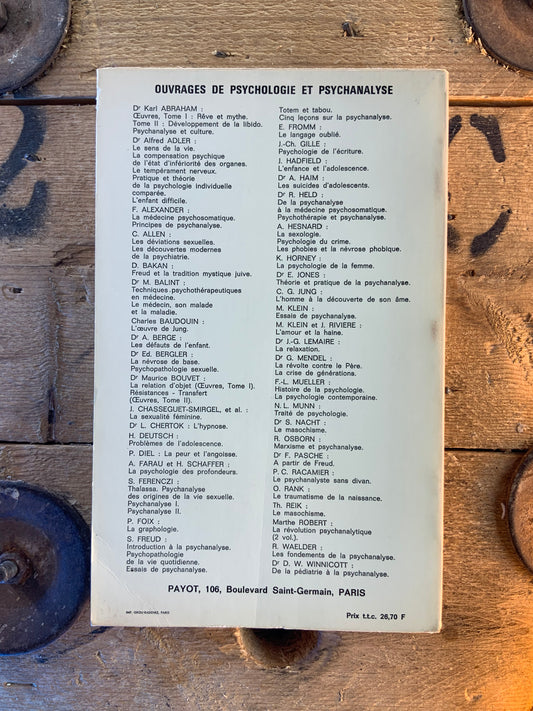 OUVRAGES DE PSYCHOLOGIE ET PSYCHANALYSE
Dr Karl ABRAHAM :
Œuvres, Tome I : Rêve et mythe.
Tome II : Développement de la libido.
Psychanalyse et culture.
Dr Alfred ADLER :
Le sens de la vie.
La compensation psychique
de l'état d'infériorité des organes.
Le tempérament nerveux.
Pratique et théorie
de la psychologie individuelle
comparée.
L'enfant difficile.
F. ALEXANDER :
La médecine psychosomatique.
Principes de psychanalyse.
C. ALLEN :
Les déviations sexuelles.
Les découvertes modernes
de la psychiatrie.
D. BAKAN :
Freud et la tradition mystique juive.
Dr M. BALINT :
Techniques psychothérapeutiques
en médecine.
Le médecin, son malade
et la maladie.
Charles BAUDOUIN :
L'œuvre de Jung.
Dr A. BERGE :
Les défauts de l'enfant.
Dr Ed. BERGLER :
La névrose de base.
Psychopathologie sexuelle.
Dr Maurice BOUVET :
La relation d'objet (Œuvres, Tome I).
Résistances - Transfert
(Œuvres, Tome II).
J. CHASSEGUET-SMIRGEL, et al. :
La sexualité féminine.
Dr L. CHERTOK : L'hypnose.
H. DEUTSCH :
Problèmes de l'adolescence.
P. DIEL : La peur et l'angoisse.
A. FARAU et H. SCHAFFER :
La psychologie des profondeurs.
S. FERENCZI :
Thalassa. Psychanalyse
des origines de la vie sexuelle.
Psychanalyse I.
Psychanalyse II.
P. FOIX :
La graphologie.
S. FREUD :
Introduction à la psychanalyse.
Psychopathologie
de la vie quotidienne.
Essais de psychanalyse.
Totem et tabou.
Cinq leçons sur la psychanalyse.
E. FROMM :
Le langage oublié.
J.-Ch. GILLE :
Psychologie de l'écriture.
J. HADFIELD :
L'enfance et l'adolescence.
Dr A. HAIM :
Les suicides d'adolescents.
Dr R. HELD :
De la psychanalyse
à la médecine psychosomatique.
Psychothérapie et psychanalyse.
A. HESNARD :
La sexologie.
Psychologie du crime.
Les phobies et la névrose phobique.
K. HORNEY :
La psychologie de la femme.
Dr E. JONES :
Théorie et pratique de la psychanalyse.
C. G. JUNG :
L'homme à la découverte de son âme.
M. KLEIN :
Essais de psychanalyse.
M. KLEIN et J. RIVIERE :
L'amour et la haine.
Dr J.-G. LEMAIRE :
La relaxation.
Dr G. MENDEL :
La révolte contre le Père.
La crise de générations.
F.-L. MUELLER :
Histoire de la psychologie.
La psychologie contemporaine.
N. L. MUNN :
Traité de psychologie.
Dr S. NACHT :
Le masochisme.
R. OSBORN :
Marxisme et psychanalyse.
Dr F. PASCHE :
A partir de Freud.
P. C. RACAMIER :
Le psychanalyste sans divan.
O. RANK :
Le traumatisme de la naissance.
Th. REIK :
Le masochisme.
Marthe ROBERT :
La révolution psychanalytique
(2 vol.).
R. WAELDER :
Les fondements de la psychanalyse.
Dr D. W. WINNICOTT :
De la pédiatrie à la psychanalyse.
PAYOT, 106, Boulevard Saint-Germain, PARIS
Prix t.t.c. 26,70 F